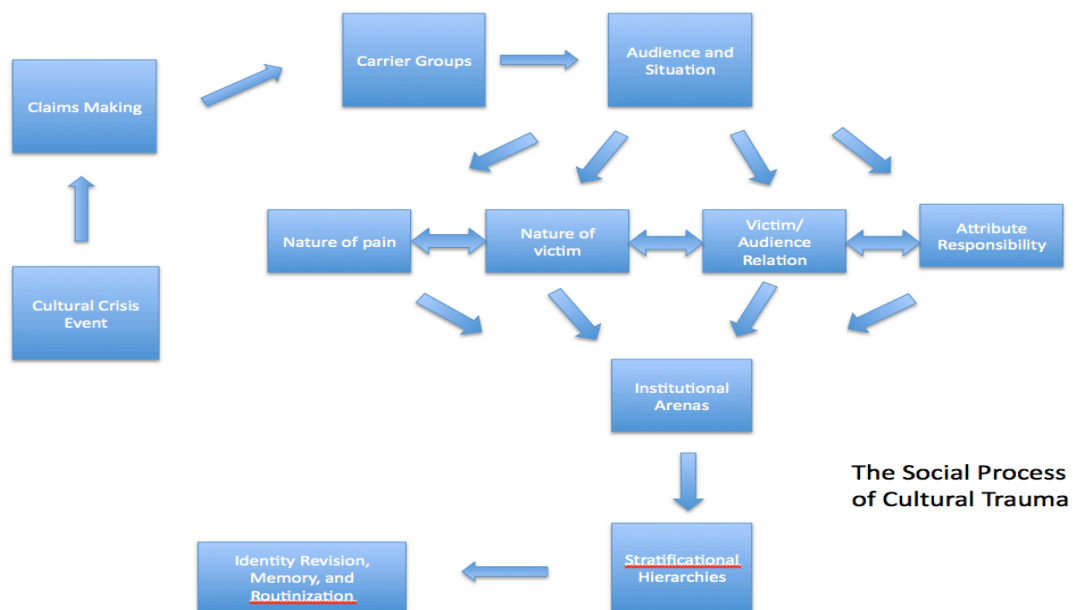 Carrier Groups
Audience and
Situation
Claims Making
Nature of pain
Nature of
victim
Victim/
Audience
Relation
Attribute
Responsibility
Cultural Crisis
Event
Institutional
Arenas
The Social Process
of Cultural Trauma
Stratificational
Hierarchies
Identity Revision,
Memory, and
Routinization